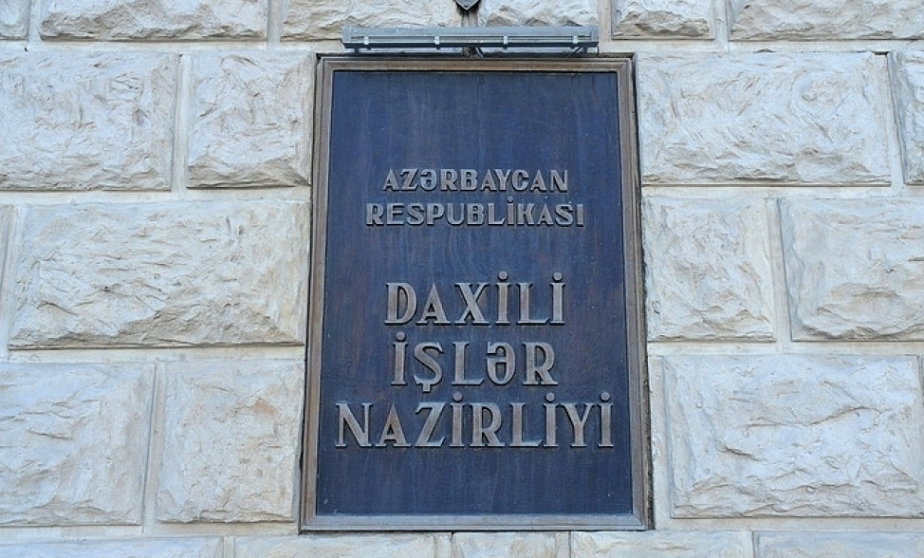 AZƏRBAYCAN
RESPUBLİKASI
DAXİLİ
İŞLƏR
NAZİRLİYİ